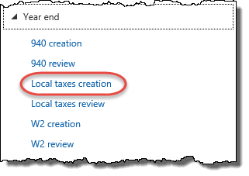 Year end
940 creation
940 review
Local taxes creation
Local taxes review
W2 creation
W2 review